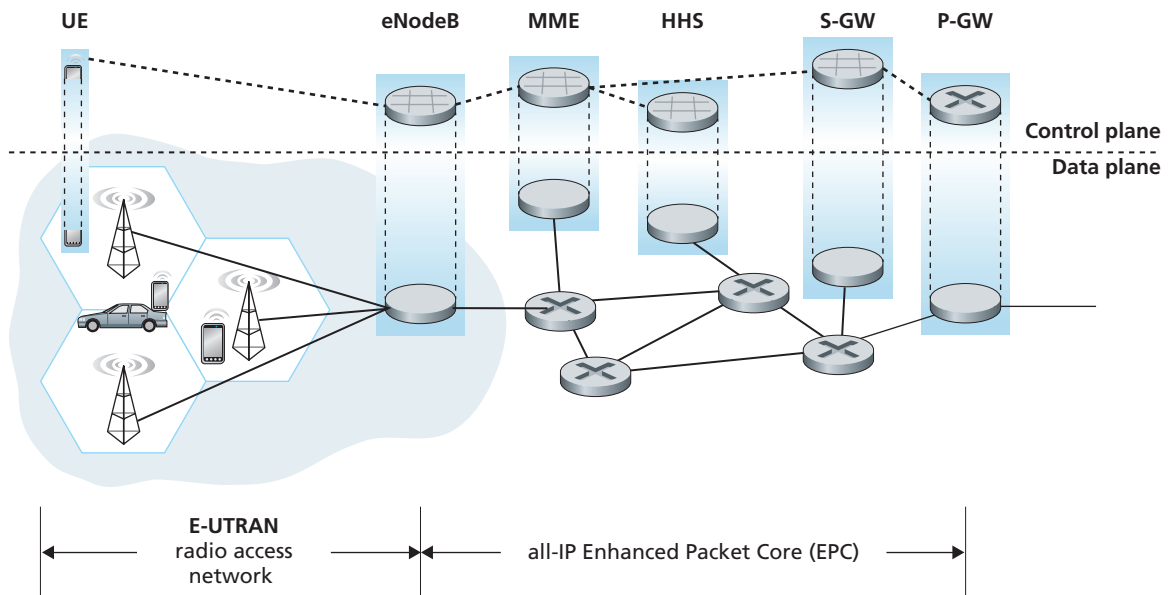 UE
eNodeB
MME
HHS
S-GW
P-GW
Control plane
Data plane
E-UTRAN
radio access
network
all-IP Enhanced Packet Core (EPC)